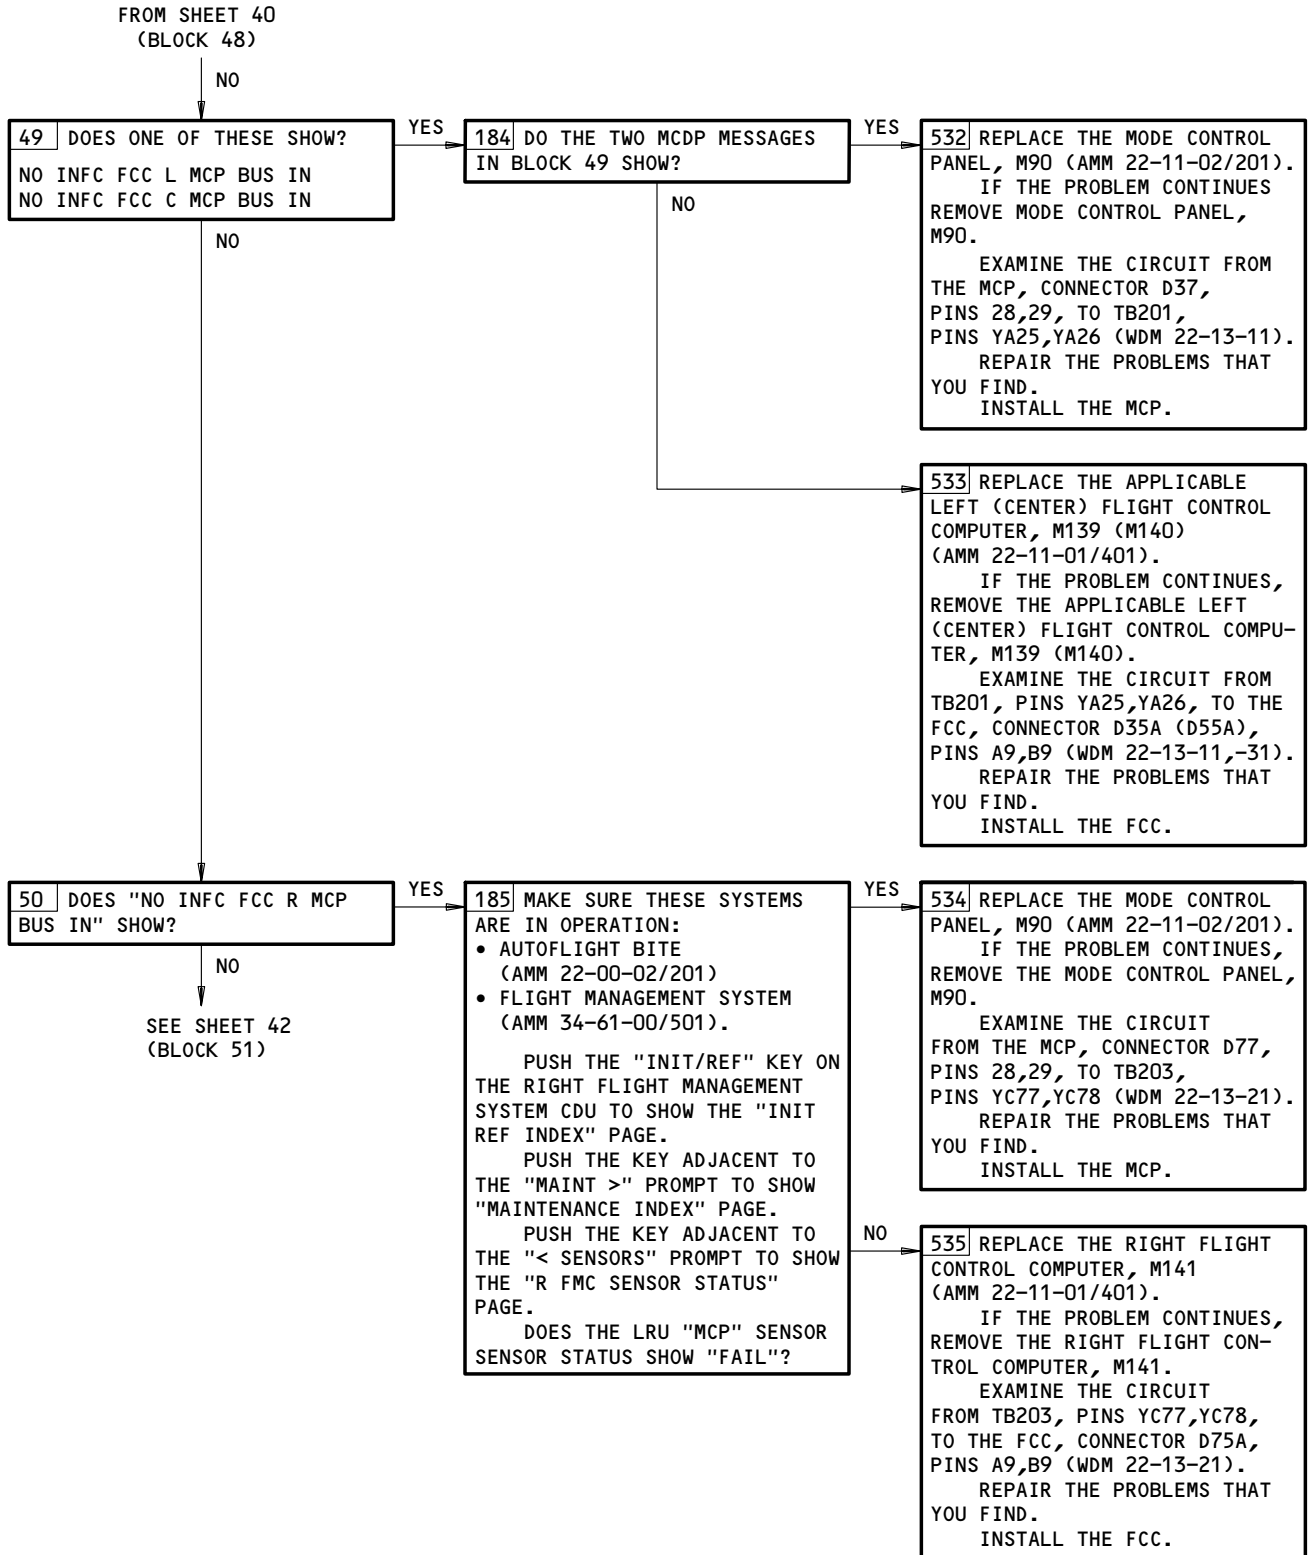 FROM SHEET 40
(BLOCK 48)
NO
49 DOES ONE OF THESE SHOW?
NO INFC FCC L MCP BUS IN
NO INFC FCC C MCP BUS IN
YES
NO
184 DO THE TWO MCDP MESSAGES
IN BLOCK 49 SHOW?
YES
NO
532 REPLACE THE MODE CONTROL
PANEL, M90 (AMM 22-11-02/201).
IF THE PROBLEM CONTINUES
REMOVE MODE CONTROL PANEL,
M90.
EXAMINE THE CIRCUIT FROM
THE MCP, CONNECTOR D37,
PINS 28,29, TO TB201,
PINS YA25,YA26 (WDM 22-13-11).
REPAIR THE PROBLEMS THAT
YOU FIND.
INSTALL THE MCP.
533 REPLACE THE APPLICABLE
LEFT (CENTER) FLIGHT CONTROL
COMPUTER, M139 (M140)
(AMM 22-11-01/401).
IF THE PROBLEM CONTINUES,
REMOVE THE APPLICABLE LEFT
(CENTER) FLIGHT CONTROL COMPU-
TER, M139 (M140).
EXAMINE THE CIRCUIT FROM
TB201, PINS YA25,YA26, TO THE
FCC, CONNECTOR D35A (D55A),
PINS A9,B9 (WDM 22-13-11,-31).
REPAIR THE PROBLEMS THAT
YOU FIND.
INSTALL THE FCC.
50 DOES "NO INFC FCC R MCP
BUS IN" SHOW?
YES
NO
SEE SHEET 42
(BLOCK 51)
185 MAKE SURE THESE SYSTEMS
ARE IN OPERATION:
• AUTOFLIGHT BITE
(AMM 22-00-02/201)
• FLIGHT MANAGEMENT SYSTEM
(AMM 34-61-00/501).
PUSH THE "INIT/REF" KEY ON
THE RIGHT FLIGHT MANAGEMENT
SYSTEM CDU TO SHOW THE "INIT
REF INDEX" PAGE.
PUSH THE KEY ADJACENT TO
THE "MAINT >" PROMPT TO SHOW
"MAINTENANCE INDEX" PAGE.
PUSH THE KEY ADJACENT TO
THE "< SENSORS" PROMPT TO SHOW
THE "R FMC SENSOR STATUS"
PAGE.
DOES THE LRU "MCP" SENSOR
SENSOR STATUS SHOW "FAIL"?
YES
NO
534 REPLACE THE MODE CONTROL
PANEL, M90 (AMM 22-11-02/201).
IF THE PROBLEM CONTINUES,
REMOVE THE MODE CONTROL PANEL,
M90.
EXAMINE THE CIRCUIT
FROM THE MCP, CONNECTOR D77,
PINS 28,29, TO TB203,
PINS YC77,YC78 (WDM 22-13-21).
REPAIR THE PROBLEMS THAT
YOU FIND.
INSTALL THE MCP.
535 REPLACE THE RIGHT FLIGHT
CONTROL COMPUTER, M141
(AMM 22-11-01/401).
IF THE PROBLEM CONTINUES,
REMOVE THE RIGHT FLIGHT CON-
TROL COMPUTER, M141.
EXAMINE THE CIRCUIT
FROM TB203, PINS YC77,YC78,
TO THE FCC, CONNECTOR D75A,
PINS A9,B9 (WDM 22-13-21).
REPAIR THE PROBLEMS THAT
YOU FIND.
INSTALL THE FCC.